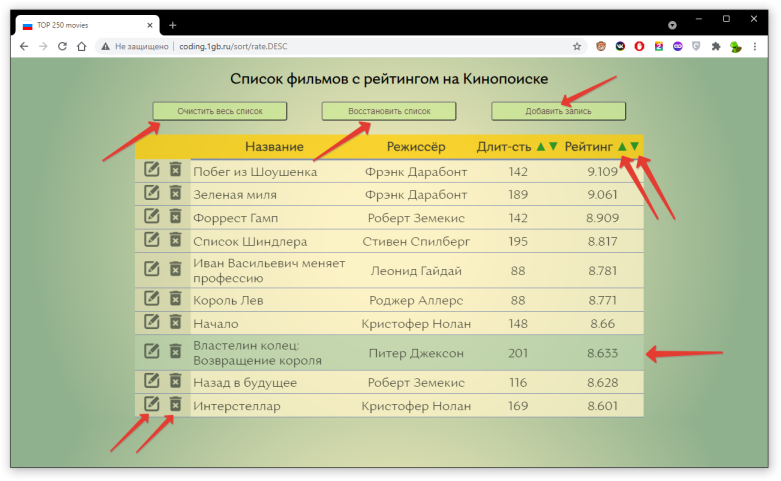 TOP 250 movies
Не защищено coding.1gb.ru/sort/rate.DESC
Список фильмов с рейтингом на Кинопоиске
Очистить весь список Восстановить список Добавить запись
Название Режиссёр Длит-сть ▲▼ Рейтинг ▲▼
Побег из Шоушенка Фрэнк Дарабонт 142 9.109
Зеленая миля Фрэнк Дарабонт 189 9.061
Форрест Гамп Роберт Земекис 142 8.909
Список Шиндлера Стивен Спилберг 195 8.817
Иван Васильевич меняет
профессию Леонид Гайдай 88 8.781
Король Лев Роджер Аллерс 88 8.771
Начало Кристофер Нолан 148 8.66
Властелин колец:
Возвращение короля Питер Джексон 201 8.633
Назад в будущее Роберт Земекис 116 8.628
Интерстеллар Кристофер Нолан 169 8.601